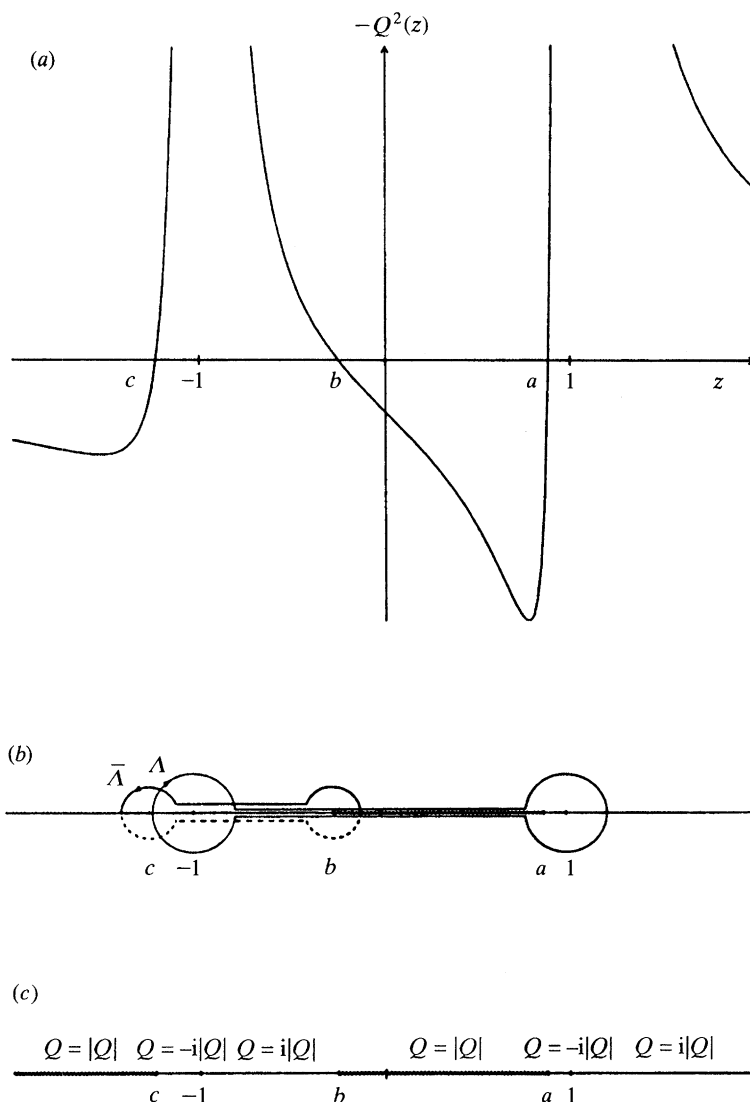 −Q²(z)
(a)
c −1 b a 1 z
(b)
Λ̄ Λ
c −1 b a 1
(c)
Q = |Q| Q = −i|Q| Q = i|Q| Q = |Q| Q = −i|Q| Q = i|Q|
c −1 b a 1